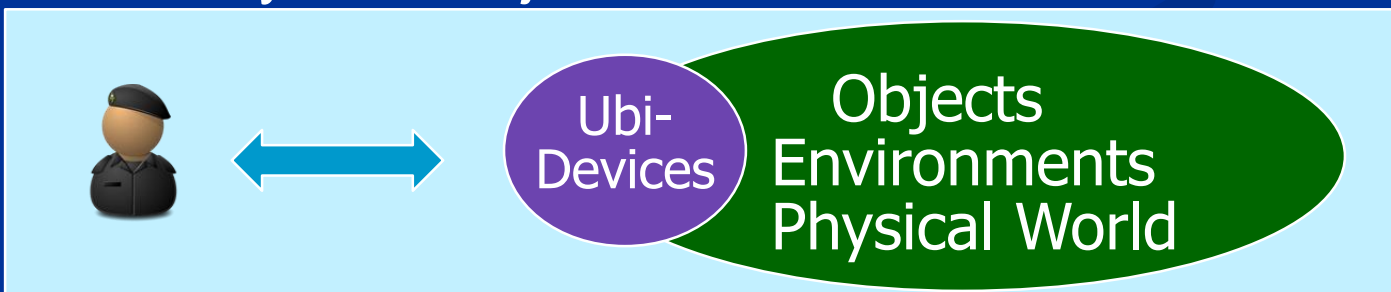 Ubi-
Devices
Objects
Environments
Physical World